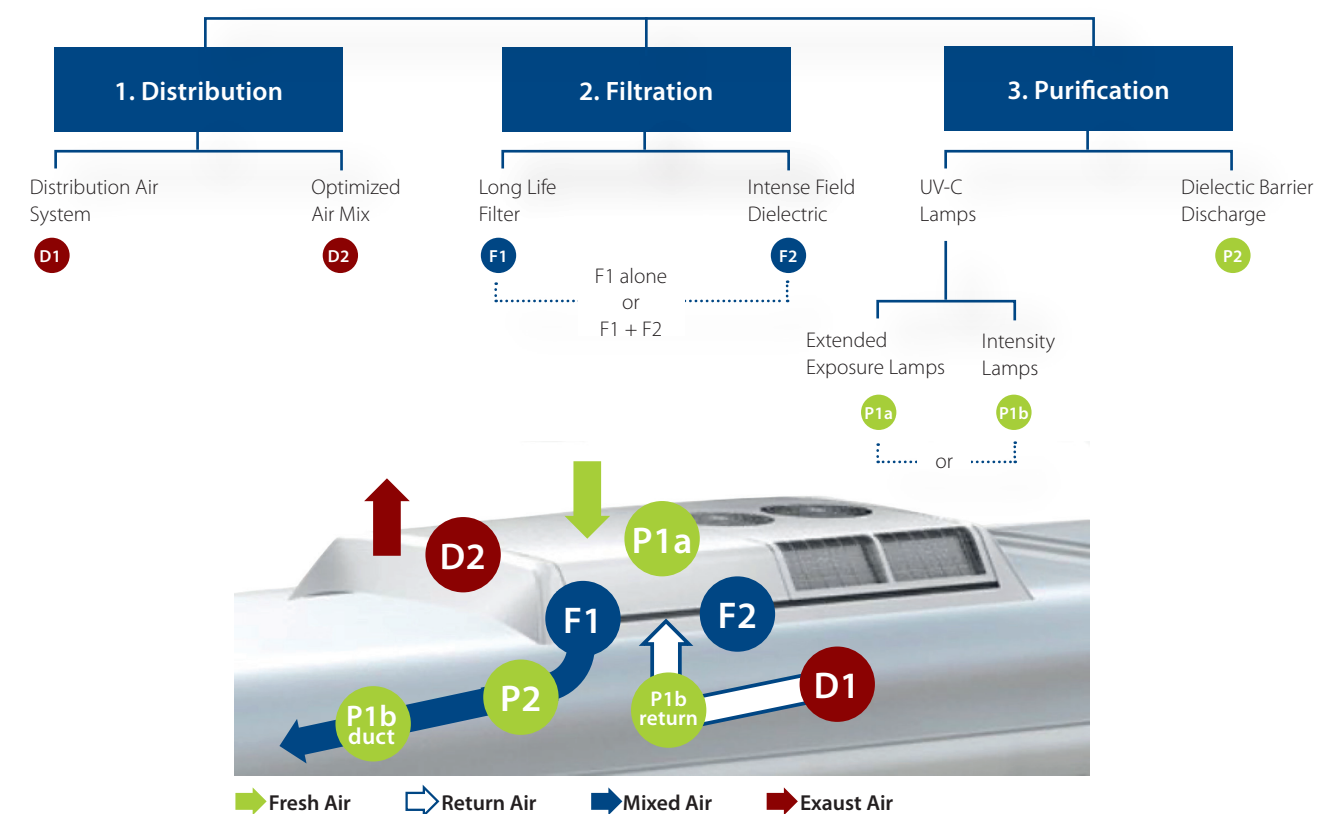 1. Distribution
2. Filtration
3. Purification
Distribution Air
System
D1
Optimized
Air Mix
D2
Long Life
Filter
F1
Intense Field
Dielectric
F2
F1 alone
or
F1 + F2
UV-C
Lamps
Dielectic Barrier
Discharge
P2
Extended
Exposure Lamps
P1a
Intensity
Lamps
P1b
or
D2
P1a
F1
F2
P1b
duct
P2
P1b
return
D1
Fresh Air
Return Air
Mixed Air
Exaust Air